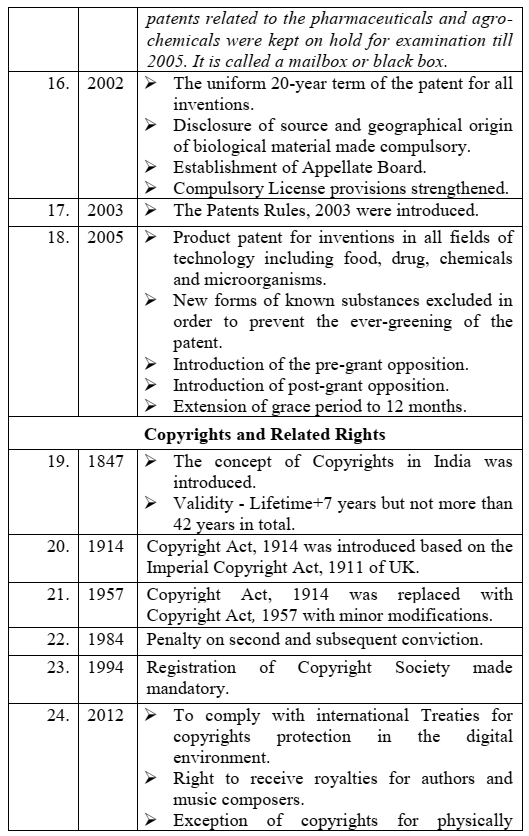 patents related to the pharmaceuticals and agro-
chemicals were kept on hold for examination till
2005. It is called a mailbox or black box.
16. 2002 ➢ The uniform 20-year term of the patent for all
inventions.
➢ Disclosure of source and geographical origin
of biological material made compulsory.
➢ Establishment of Appellate Board.
➢ Compulsory License provisions strengthened.
17. 2003 ➢ The Patents Rules, 2003 were introduced.
18. 2005 ➢ Product patent for inventions in all fields of
technology including food, drug, chemicals
and microorganisms.
➢ New forms of known substances excluded in
order to prevent the ever-greening of the
patent.
➢ Introduction of the pre-grant opposition.
➢ Introduction of post-grant opposition.
➢ Extension of grace period to 12 months.
Copyrights and Related Rights
19. 1847 ➢ The concept of Copyrights in India was
introduced.
➢ Validity - Lifetime+7 years but not more than
42 years in total.
20. 1914 Copyright Act, 1914 was introduced based on the
Imperial Copyright Act, 1911 of UK.
21. 1957 Copyright Act, 1914 was replaced with
Copyright Act, 1957 with minor modifications.
22. 1984 Penalty on second and subsequent conviction.
23. 1994 Registration of Copyright Society made
mandatory.
24. 2012 ➢ To comply with international Treaties for
copyrights protection in the digital
environment.
➢ Right to receive royalties for authors and
music composers.
➢ Exception of copyrights for physically